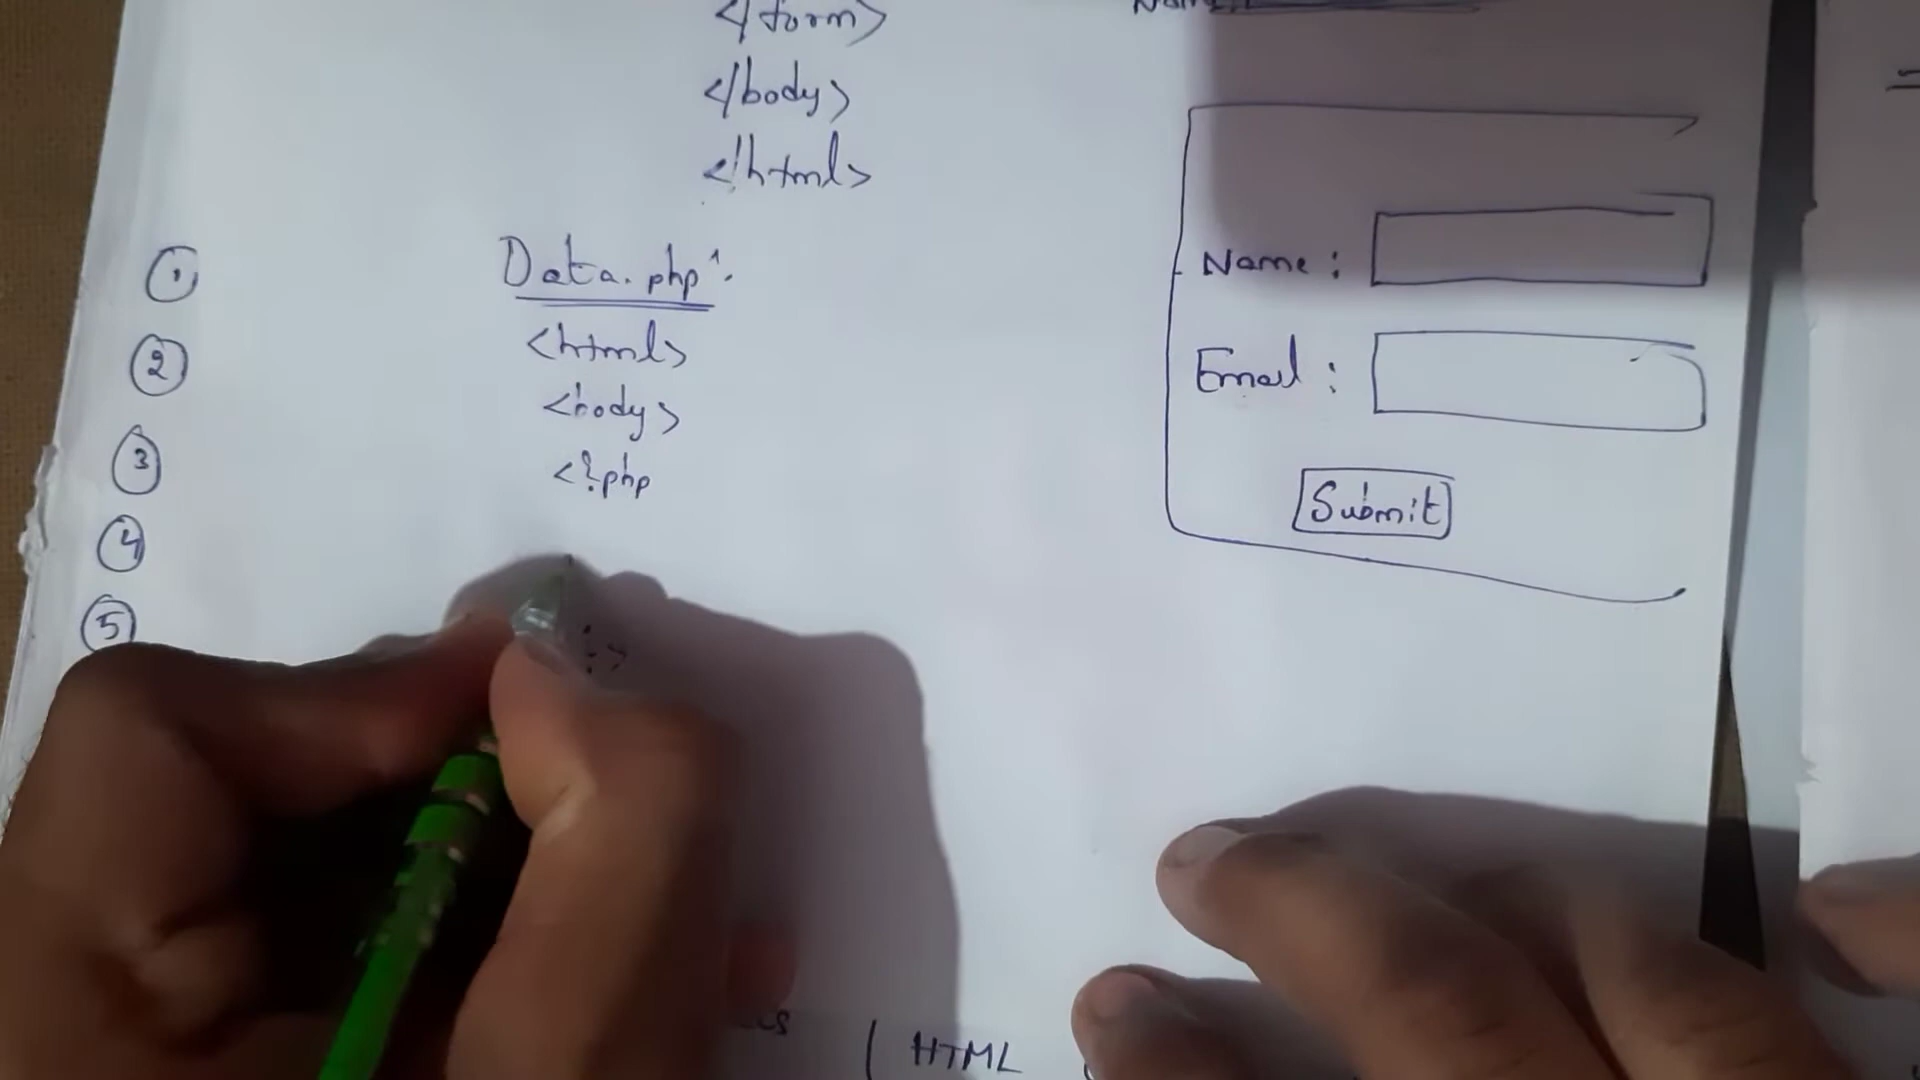 </form>
</body>
</html>
①
②
③
④
⑤
Data.php:
<html>
<body>
<?php
?>
Name :
Email :
Submit
HTML